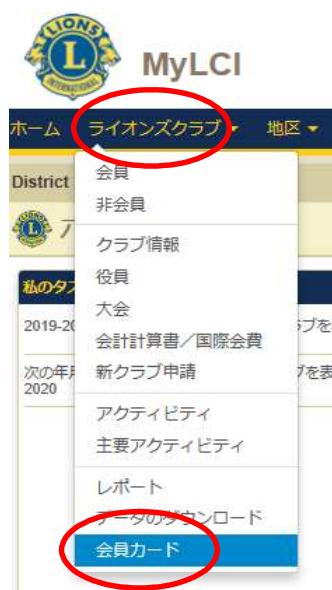 LIONS
L
INTERNATIONAL
MyLCI
ホーム ライオンズクラブ 地区
District
会員
非会員
ア
クラブ情報
私のタス
役員
大会
2019-20
会計計算書/国際会費
ブを
次の年月
新クラブ申請
ブを表
2020
アクティビティ
主要アクティビティ
レポート
データのダウンロード
会員カード